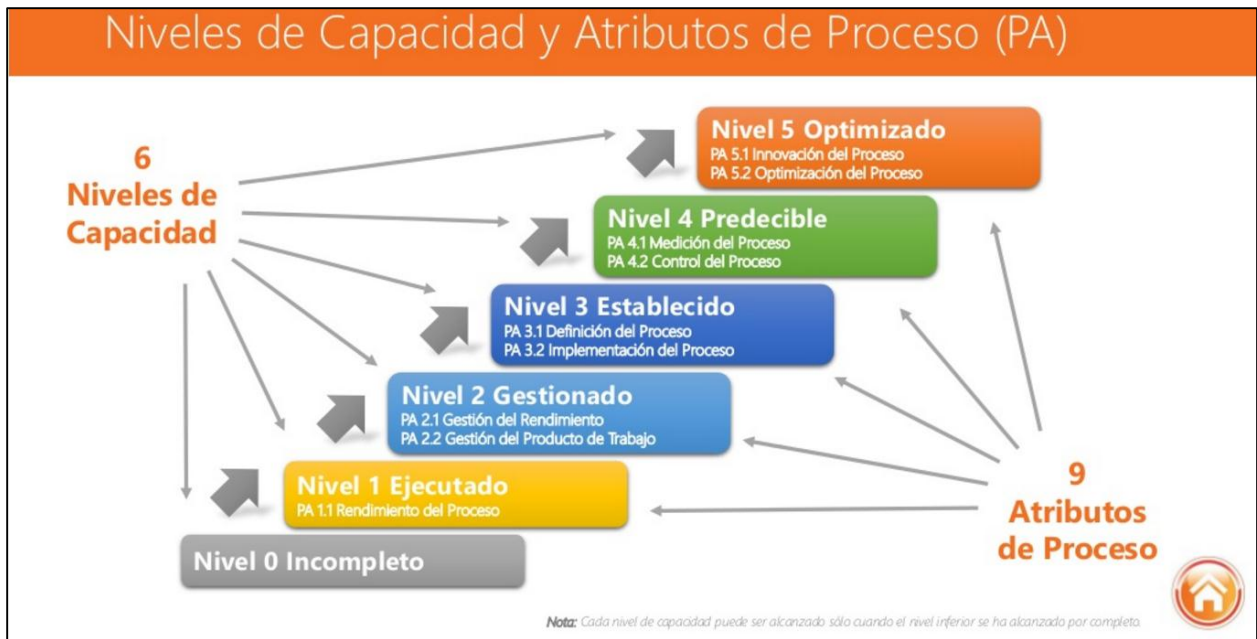 Niveles de Capacidad y Atributos de Proceso (PA)
6
Niveles de
Capacidad
Nivel 5 Optimizado
PA 5.1 Innovación del Proceso
PA 5.2 Optimización del Proceso
Nivel 4 Predecible
PA 4.1 Medición del Proceso
PA 4.2 Control del Proceso
Nivel 3 Establecido
PA 3.1 Definición del Proceso
PA 3.2 Implementación del Proceso
Nivel 2 Gestionado
PA 2.1 Gestión del Rendimiento
PA 2.2 Gestión del Producto de Trabajo
Nivel 1 Ejecutado
PA 1.1 Rendimiento del Proceso
Nivel 0 Incompleto
9
Atributos
de Proceso
Nota: Cada nivel de capacidad puede ser alcanzado sólo cuando el nivel inferior se ha alcanzado por completo.